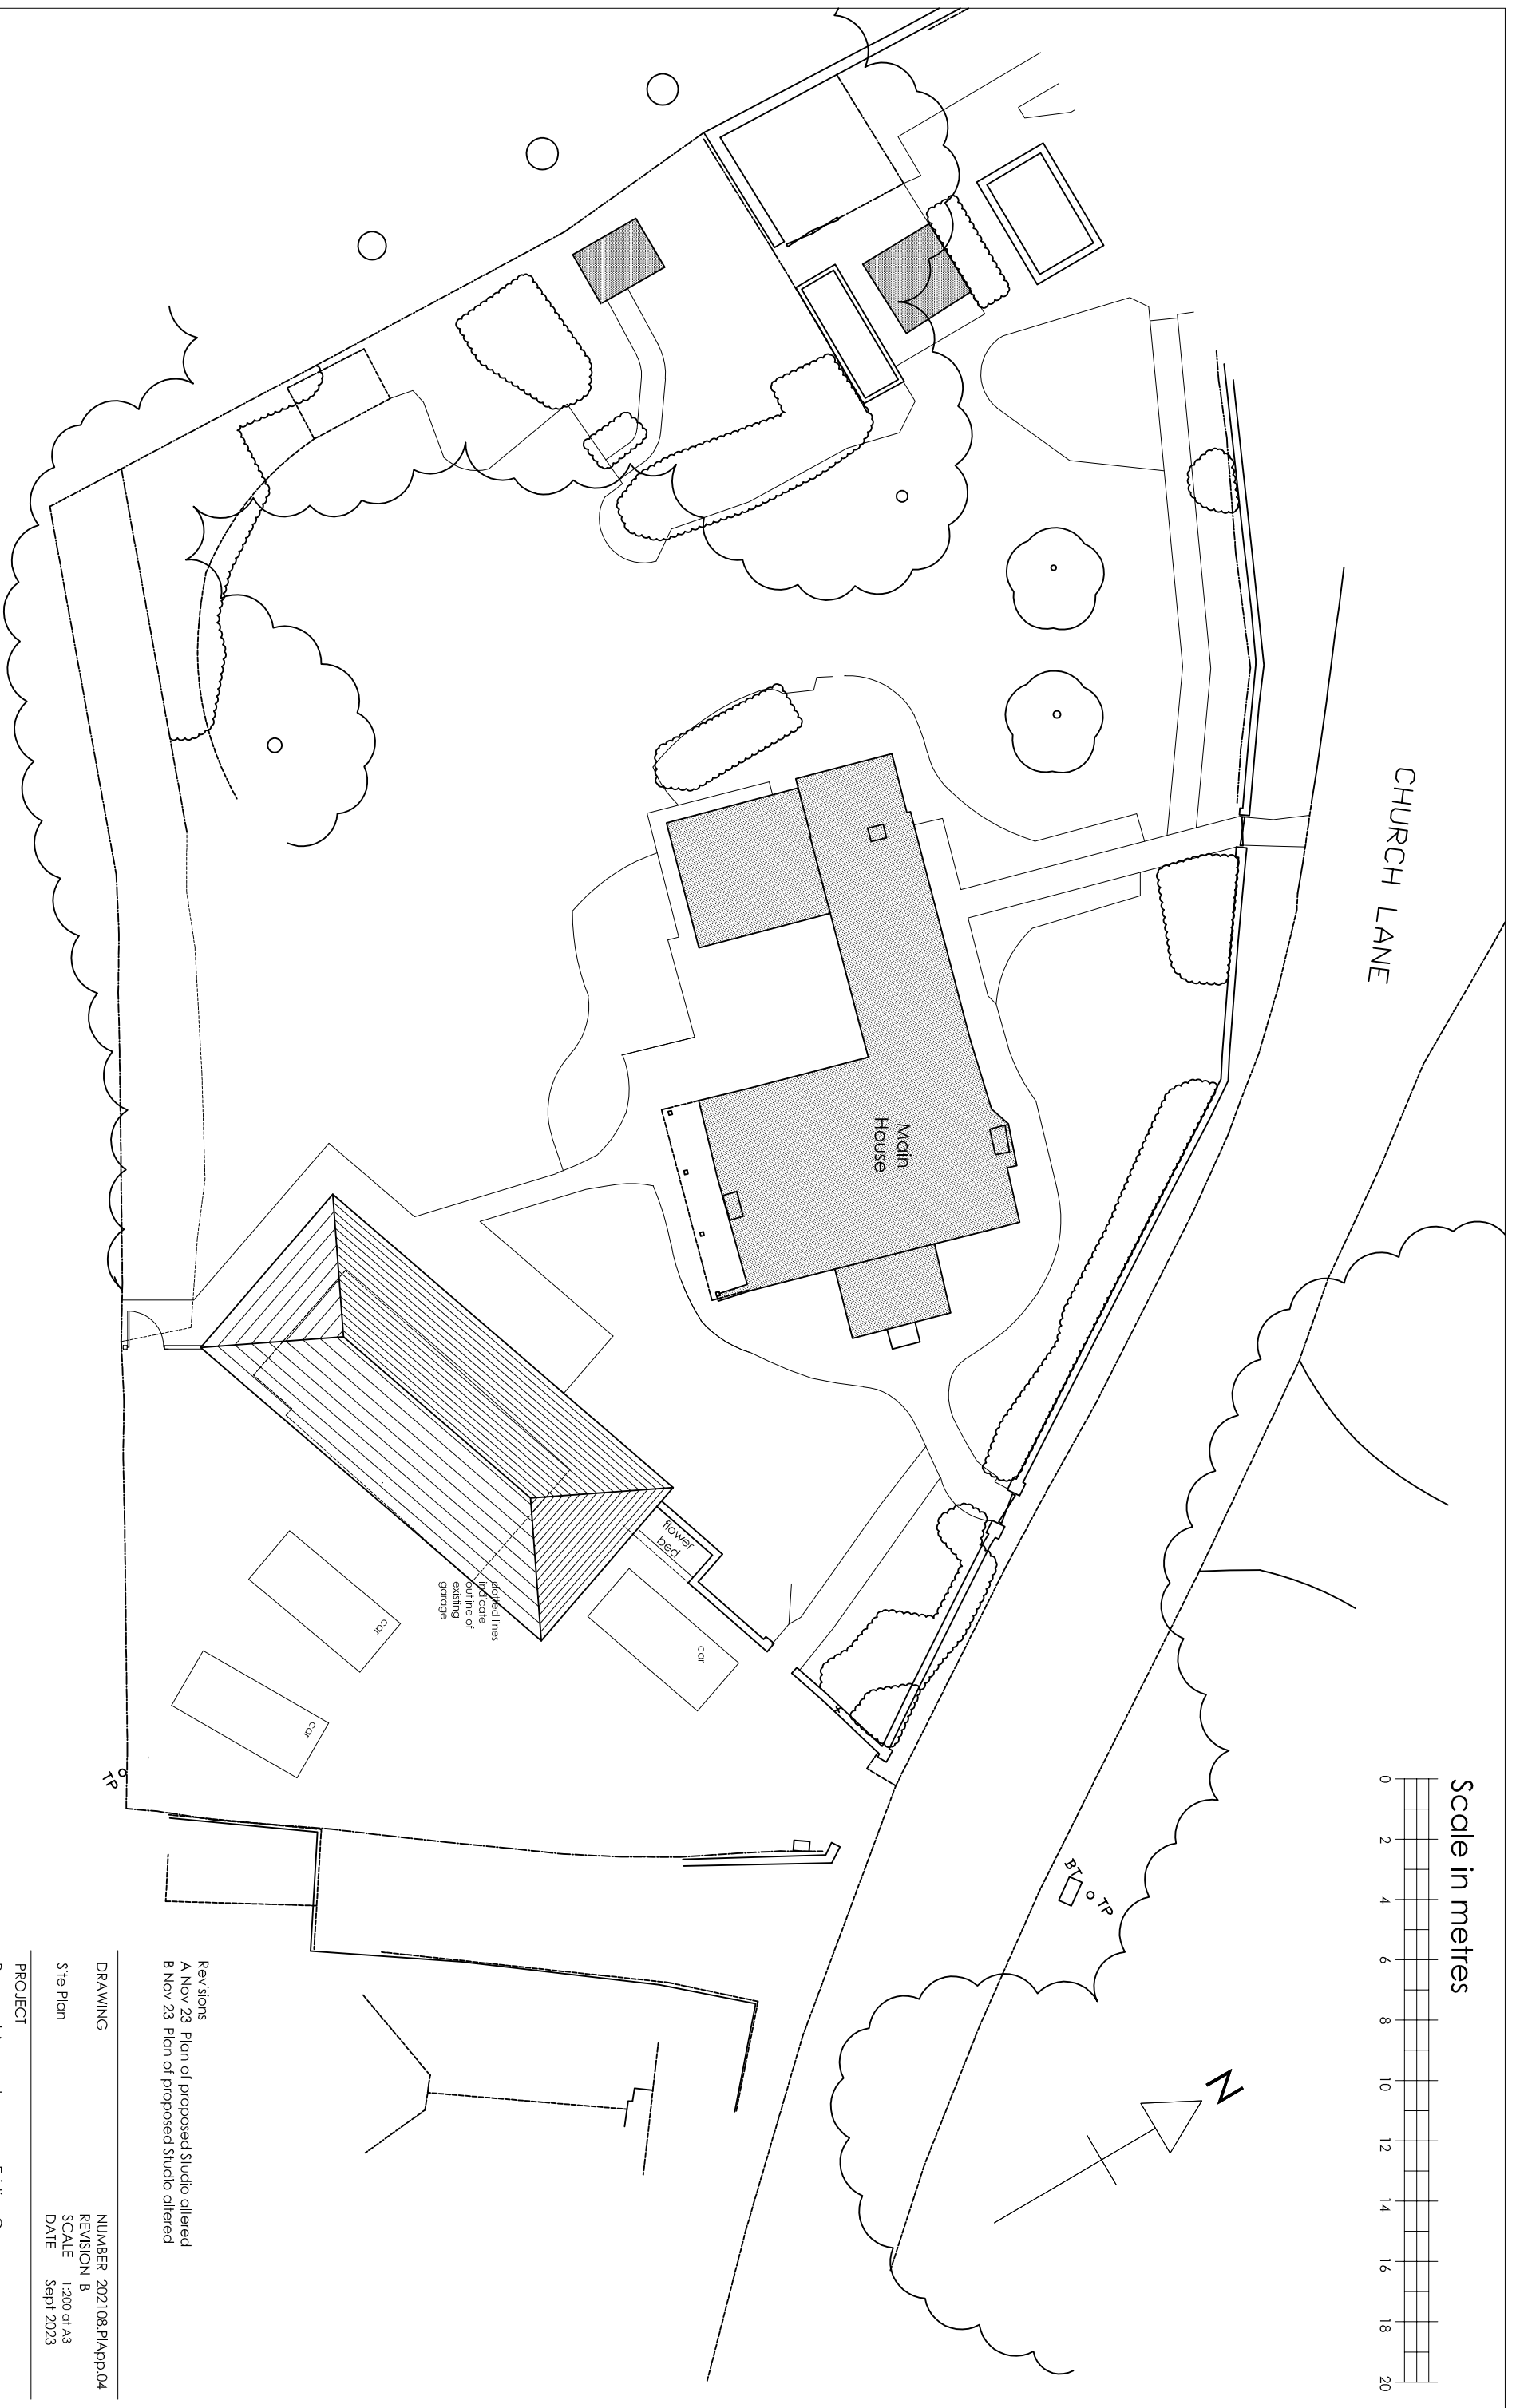 CHURCH LANE
Scale in metres
0 2 4 6 8 10 12 14 16 18 20
N
BT
TP
Main
House
flower
bed
car
dotted lines
indicate
outline of
existing
garage
car
car
TP
Revisions
A Nov 23 Plan of proposed Studio altered
B Nov 23 Plan of proposed Studio altered
DRAWING
Site Plan
NUMBER 202108.PlApp.04
REVISION B
SCALE 1:200 at A3
DATE Sept 2023
PROJECT